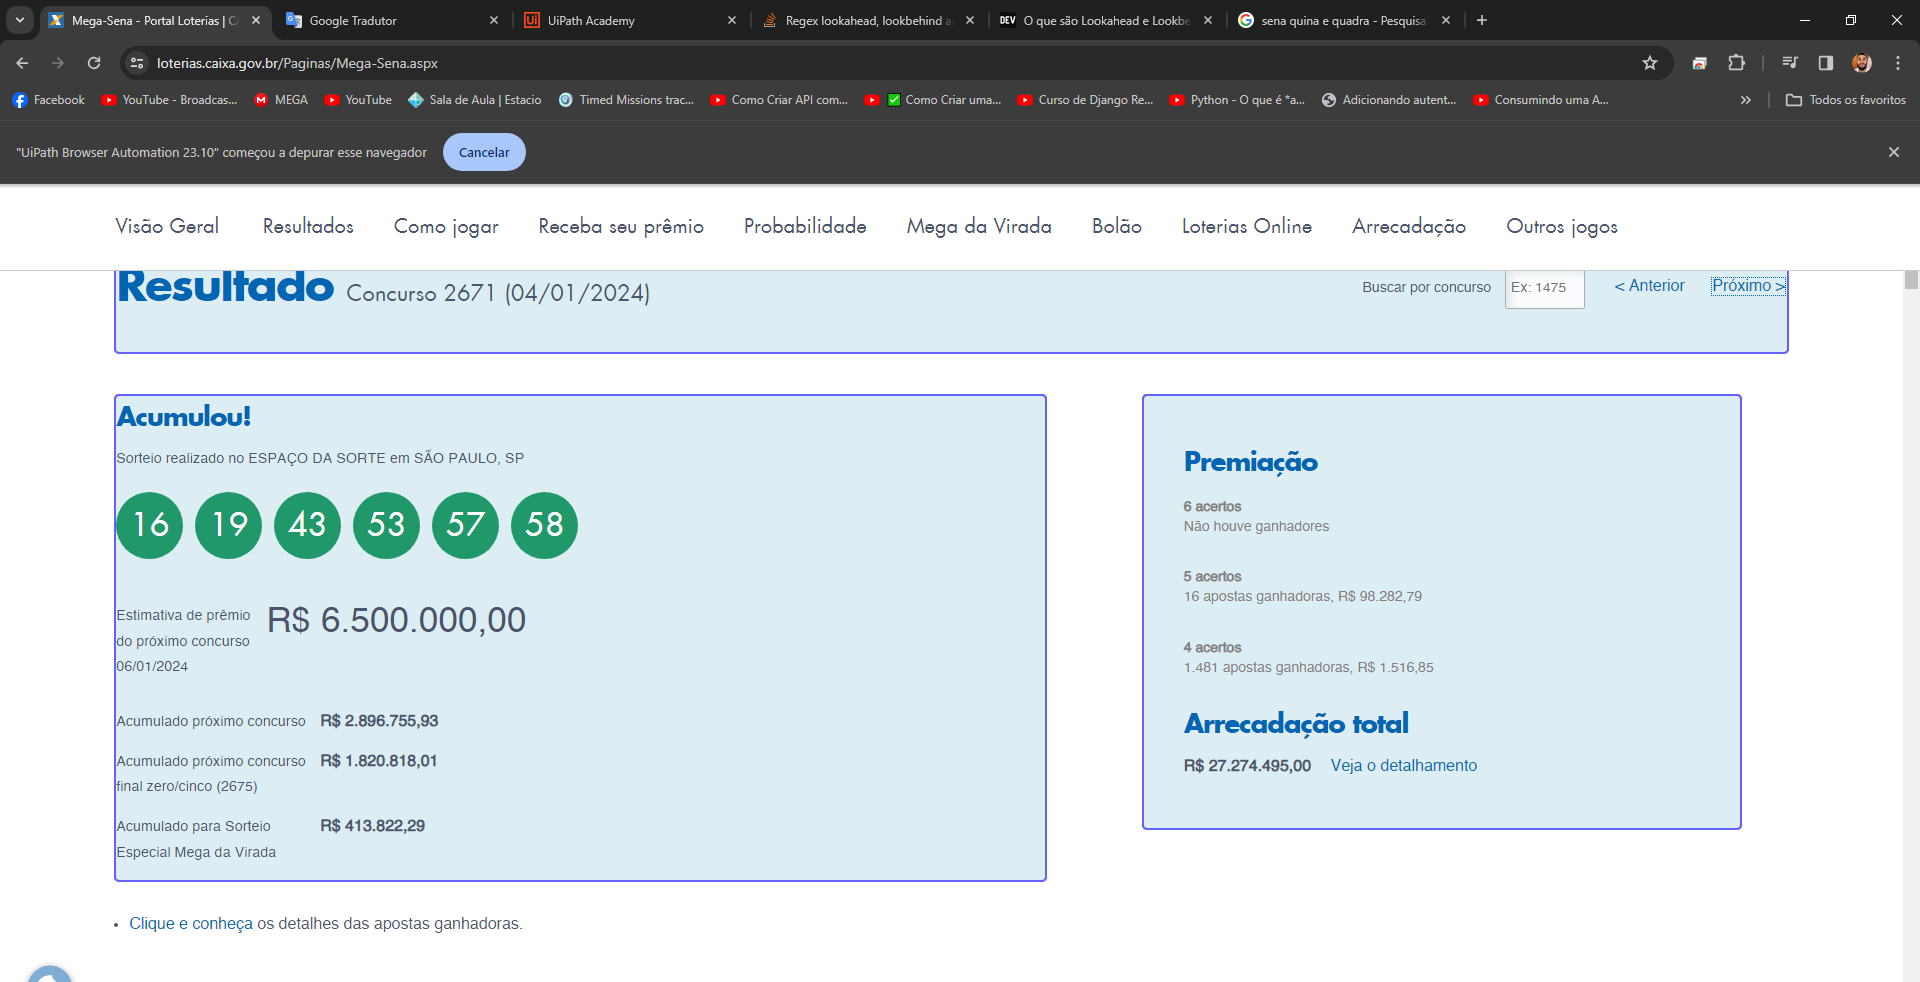 Mega-Sena - Portal Loterias | C
Google Tradutor
UiPath Academy
Regex lookahead, lookbehind a
O que são Lookahead e Lookbe
sena quina e quadra - Pesquisa
loterias.caixa.gov.br/Paginas/Mega-Sena.aspx
Facebook
YouTube - Broadcas...
MEGA
YouTube
Sala de Aula | Estacio
Timed Missions trac...
Como Criar API com...
Como Criar uma...
Curso de Django Re...
Python - O que é *a...
Adicionando autent...
Consumindo uma A...
Todos os favoritos
"UiPath Browser Automation 23.10" começou a depurar esse navegador
Cancelar
Visão Geral
Resultados
Como jogar
Receba seu prêmio
Probabilidade
Mega da Virada
Bolão
Loterias Online
Arrecadação
Outros jogos
Resultado Concurso 2671 (04/01/2024)
Buscar por concurso
Ex: 1475
< Anterior
Próximo >
Acumulou!
Sorteio realizado no ESPAÇO DA SORTE em SÃO PAULO, SP
16 19 43 53 57 58
Estimativa de prêmio
do próximo concurso
06/01/2024
R$ 6.500.000,00
Acumulado próximo concurso
R$ 2.896.755,93
Acumulado próximo concurso
final zero/cinco (2675)
R$ 1.820.818,01
Acumulado para Sorteio
Especial Mega da Virada
R$ 413.822,29
Premiação
6 acertos
Não houve ganhadores
5 acertos
16 apostas ganhadoras, R$ 98.282,79
4 acertos
1.481 apostas ganhadoras, R$ 1.516,85
Arrecadação total
R$ 27.274.495,00
Veja o detalhamento
• Clique e conheça os detalhes das apostas ganhadoras.